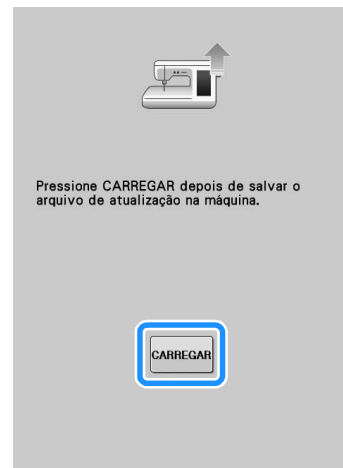 Pressione CARREGAR depois de salvar o
arquivo de atualização na máquina.
CARREGAR